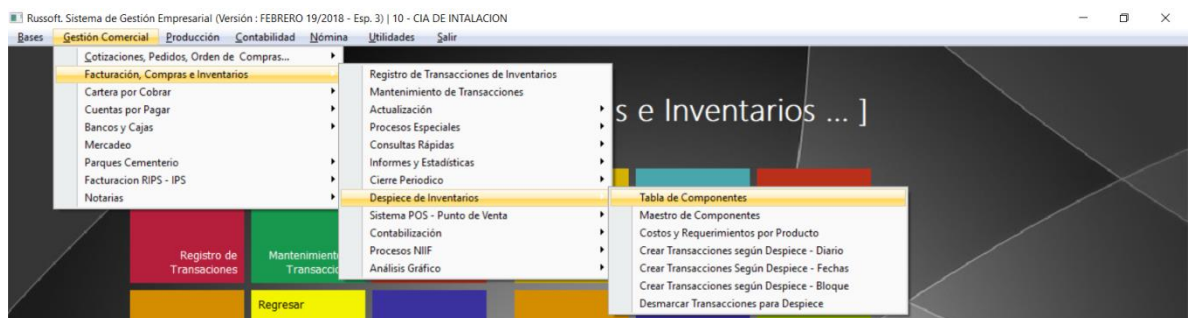 Russoft. Sistema de Gestión Empresarial (Versión : FEBRERO 19/2018 - Esp. 3) | 10 - CIA DE INTALACION
Bases Gestión Comercial Producción Contabilidad Nómina Utilidades Salir
Cotizaciones, Pedidos, Orden de Compras...
Facturación, Compras e Inventarios
Cartera por Cobrar
Cuentas por Pagar
Bancos y Cajas
Mercadeo
Parques Cementerio
Facturacion RIPS - IPS
Notarias
Registro de Transacciones de Inventarios
Mantenimiento de Transacciones
Actualización
Procesos Especiales
Consultas Rápidas
Informes y Estadísticas
Cierre Periodico
Despiece de Inventarios
Sistema POS - Punto de Venta
Contabilización
Procesos NIIF
Análisis Gráfico
Tabla de Componentes
Maestro de Componentes
Costos y Requerimientos por Producto
Crear Transacciones según Despiece - Diario
Crear Transacciones Según Despiece - Fechas
Crear Transacciones según Despiece - Bloque
Desmarcar Transacciones para Despiece
s e Inventarios ... ]
Registro de
Transaciones
Mantenimient
Transaccio
Regresar